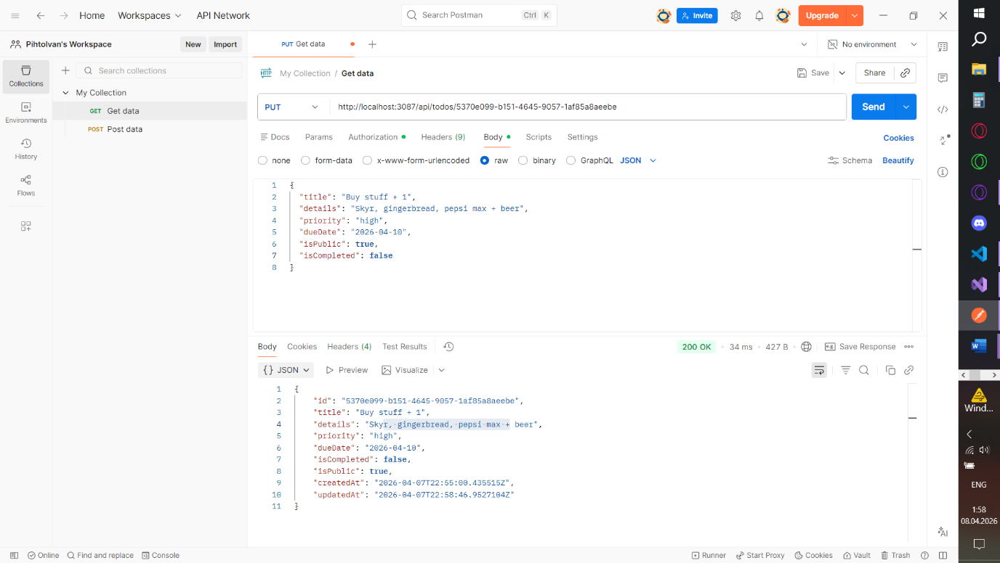 Home Workspaces API Network Search Postman Ctrl K Invite Upgrade
Pihtolvan's Workspace New Import PUT Get data No environment
Search collections
My Collection / Get data Save Share
Collections
My Collection
GET Get data
POST Post data
Environments
History
Flows
PUT http://localhost:3087/api/todos/5370e099-b151-4645-9057-1af85a8aeebe Send
Docs Params Authorization Headers (9) Body Scripts Settings Cookies
none form-data x-www-form-urlencoded raw binary GraphQL JSON Schema Beautify
1 {
2 "title": "Buy stuff + 1",
3 "details": "Skyr, gingerbread, pepsi max + beer",
4 "priority": "high",
5 "dueDate": "2026-04-10",
6 "isPublic": true,
7 "isCompleted": false
8 }
Body Cookies Headers (4) Test Results 200 OK 34 ms 427 B e.g. Save Response
{} JSON Preview Visualize
1 {
2 "id": "5370e099-b151-4645-9057-1af85a8aeebe",
3 "title": "Buy stuff + 1",
4 "details": "Skyr, gingerbread, pepsi max + beer",
5 "priority": "high",
6 "dueDate": "2026-04-10",
7 "isCompleted": false,
8 "isPublic": true,
9 "createdAt": "2026-04-07T22:55:00.435515Z",
10 "updatedAt": "2026-04-07T22:58:46.9527104Z"
11 }
Online Find and replace Console Runner Start Proxy Cookies Vault Trash
HTTP
AI
W
Wind...
ENG
1:58
08.04.2026